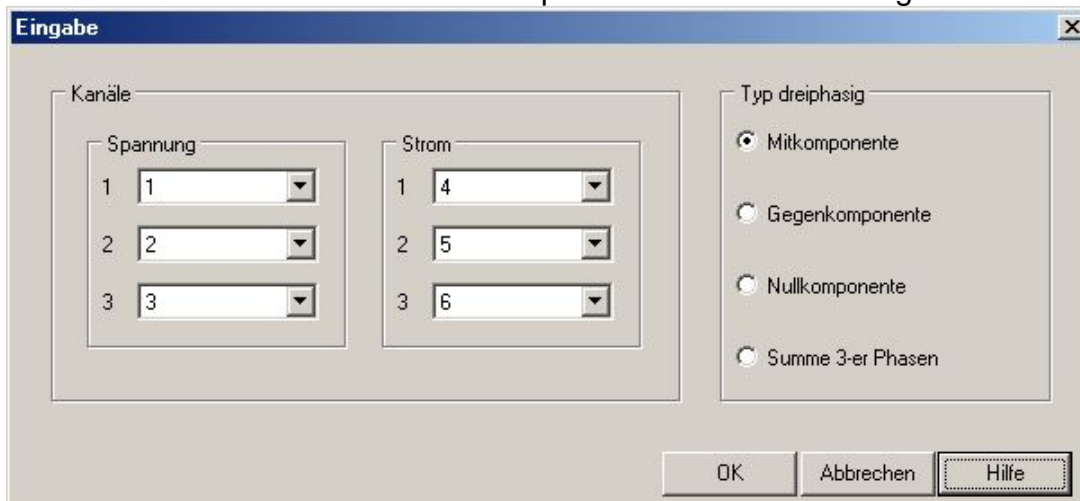 Eingabe
Kanäle
Spannung
1 1
2 2
3 3
Strom
1 4
2 5
3 6
Typ dreiphasig
Mitkomponente
Gegenkomponente
Nullkomponente
Summe 3-er Phasen
OK Abbrechen Hilfe